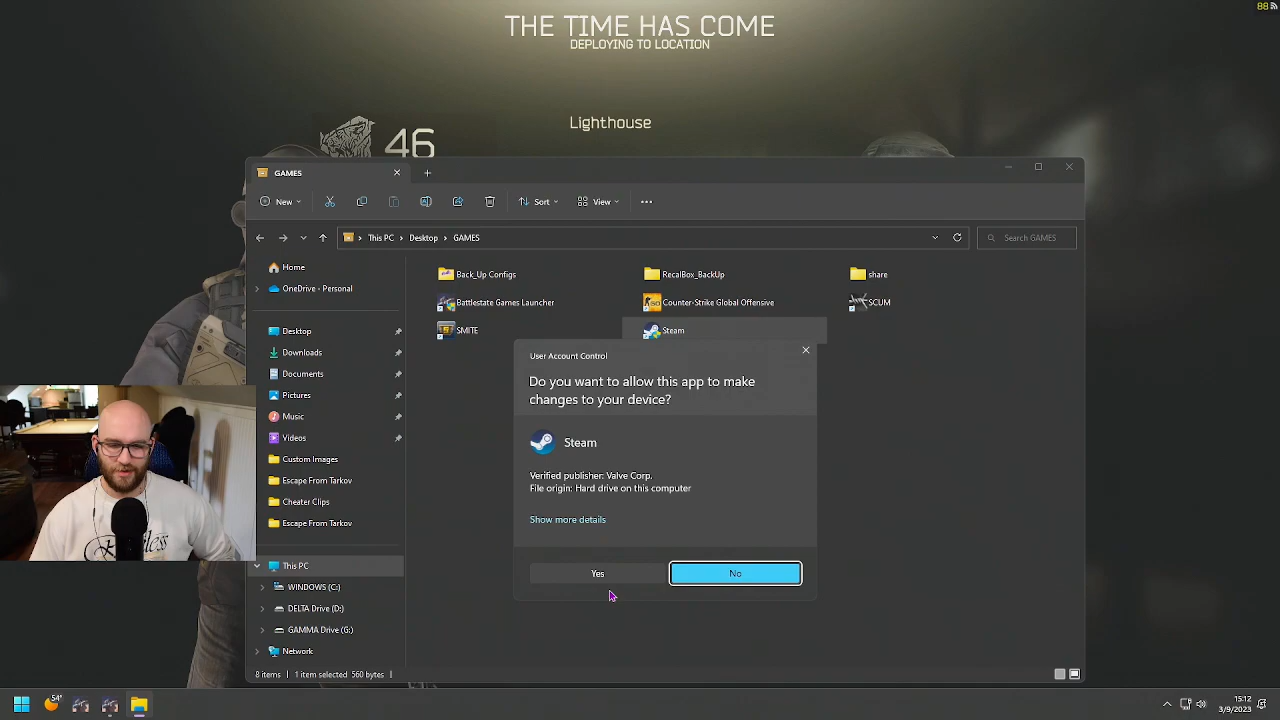 88
THE TIME HAS COME
DEPLOYING TO LOCATION
Lighthouse
46
GAMES
New
Sort
View
This PC > Desktop > GAMES
Search GAMES
Home
OneDrive - Personal
Desktop
Downloads
Documents
Pictures
Music
Videos
Custom Images
Escape From Tarkov
Cheater Clips
Escape From Tarkov
This PC
WINDOWS (C:)
DELTA Drive (D:)
GAMMA Drive (G:)
Network
Back_Up Configs
RecalBox_BackUp
share
Battlestate Games Launcher
Counter-Strike Global Offensive
SCUM
SMITE
Steam
User Account Control
Do you want to allow this app to make
changes to your device?
Steam
Verified publisher: Valve Corp.
File origin: Hard drive on this computer
Show more details
Yes
No
8 items
1 item selected 560 bytes
54°
15:12
3/9/2023